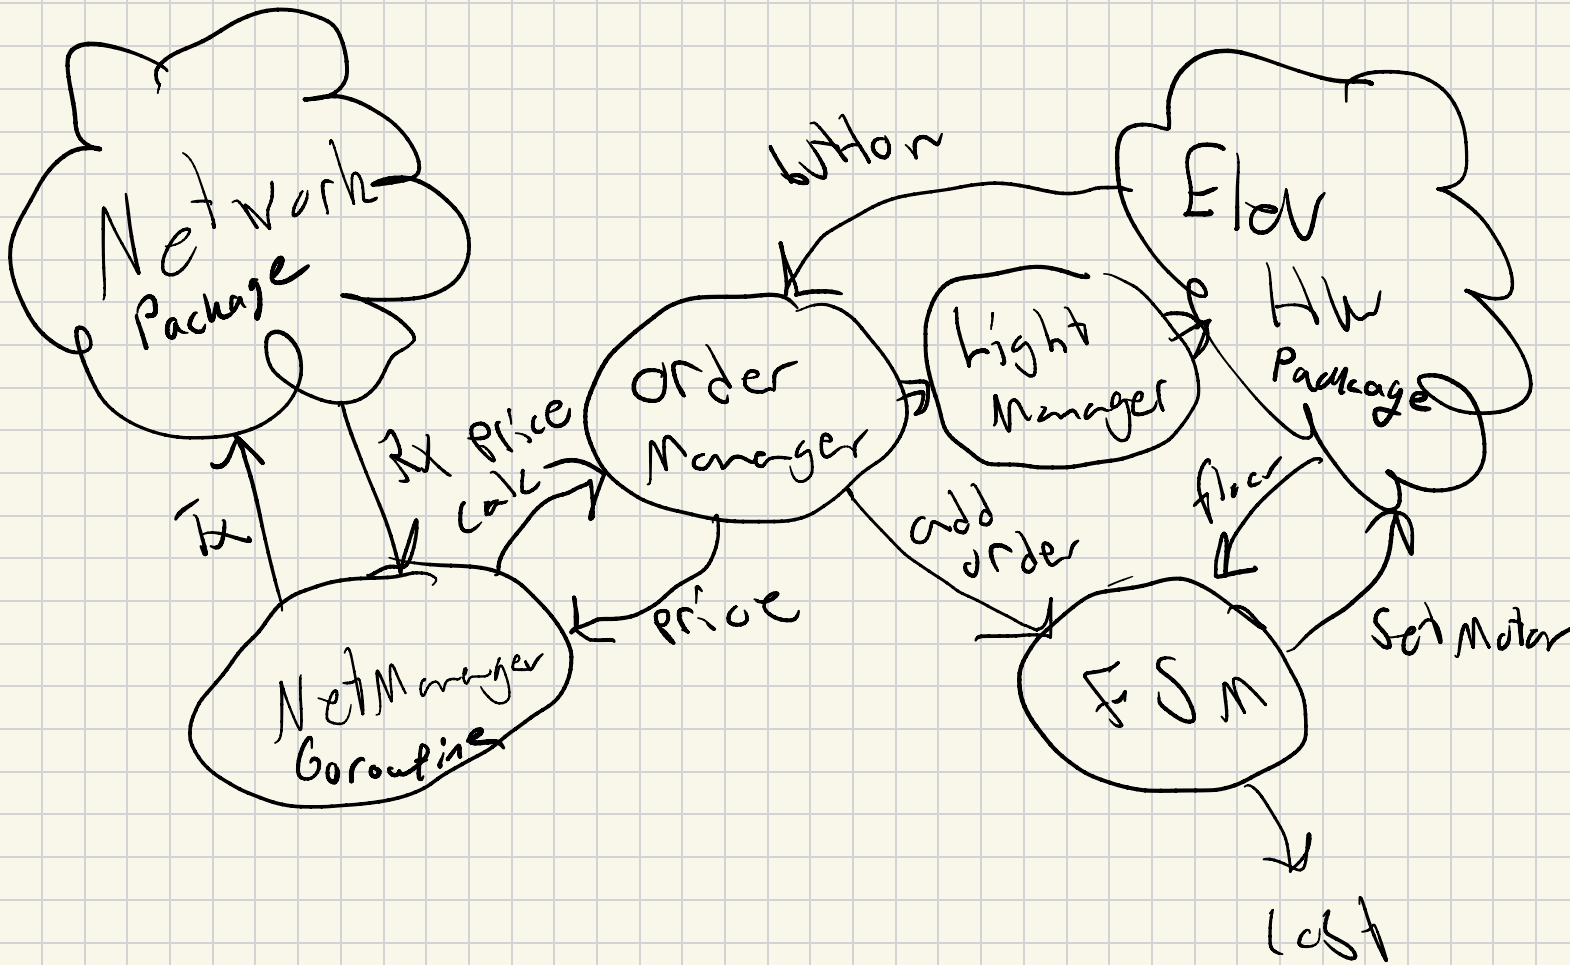 Network
Package
button
Elev
HW
Package
Light
Manager
order
Manager
Rx price
calc
Tx
price
add
order
floor
Set Motor
NetManager
Goroutine
FSM